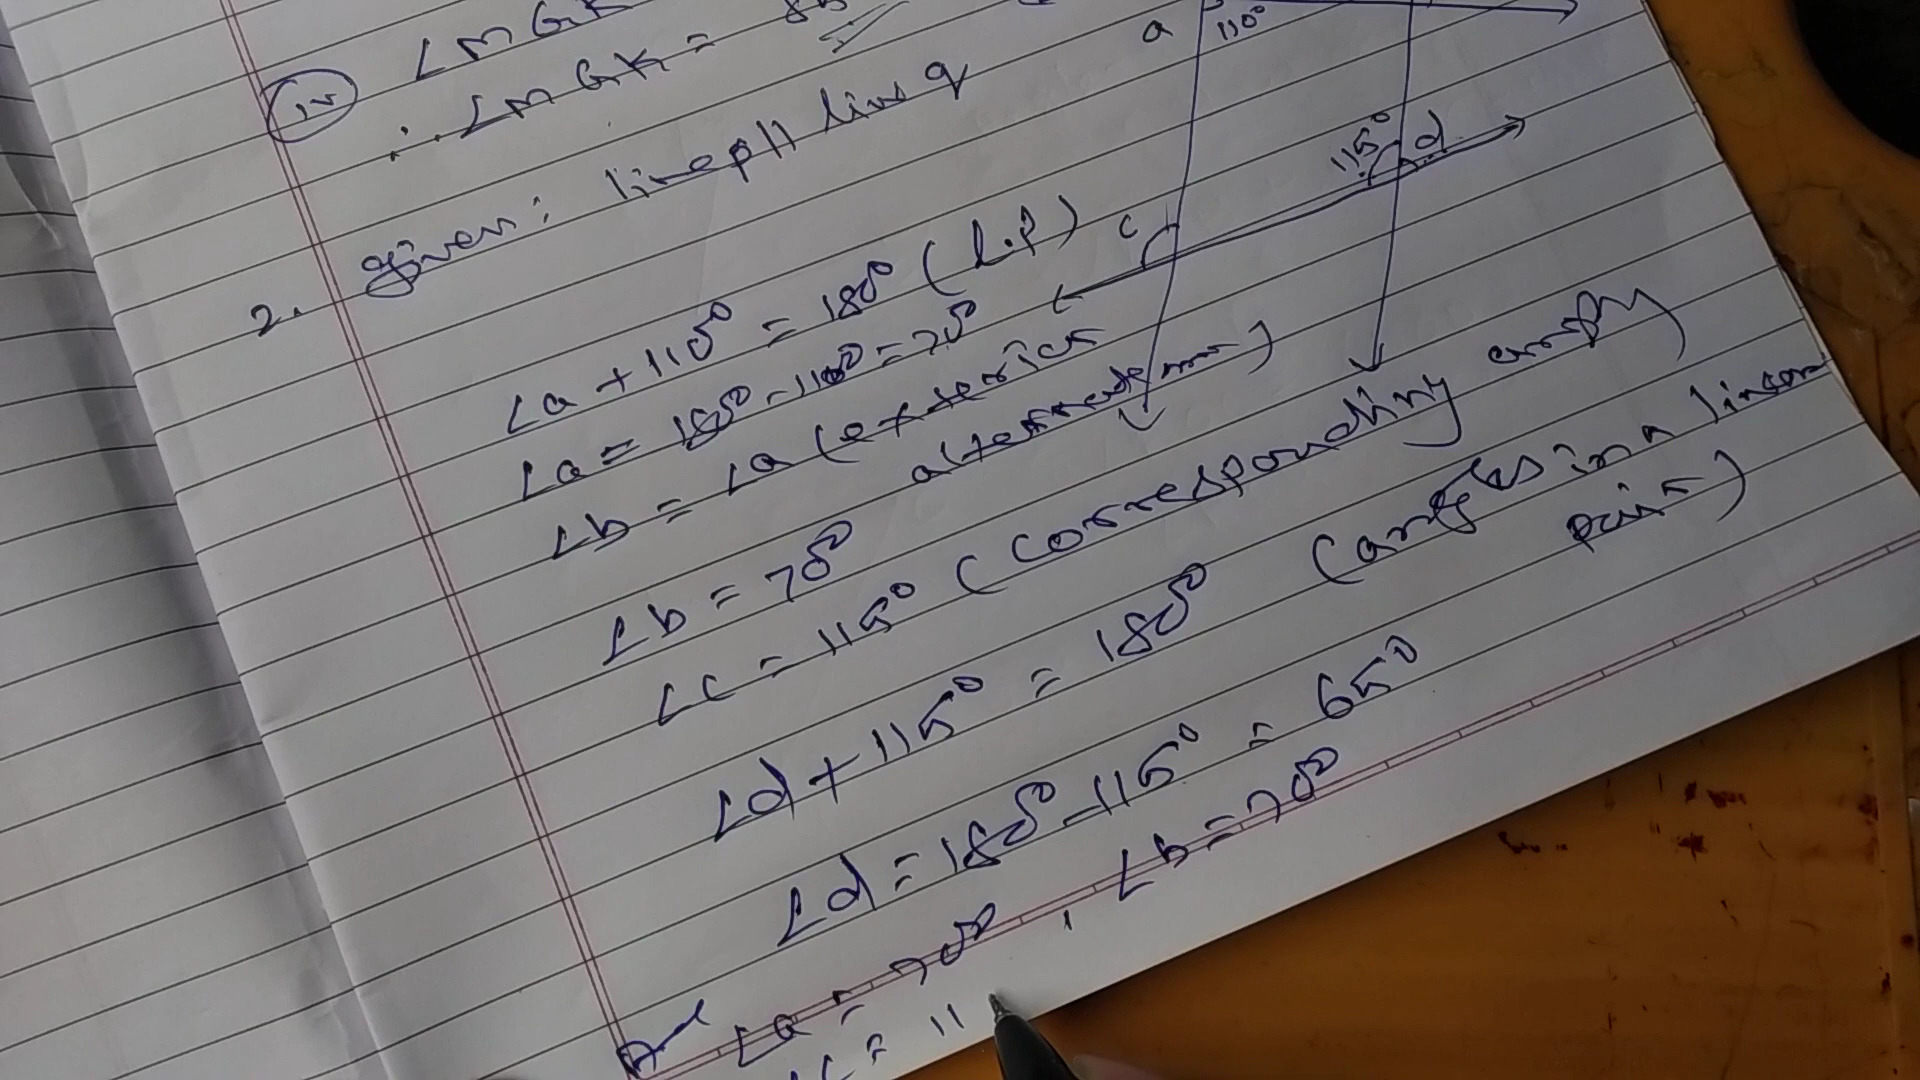 (iv) ∠MGK
∴ ∠MGK =
a 110°
2. given: line p || line q
115° d
c
∠a + 110° = 180° (L.P)
∠a = 180° - 110° = 70°
∠b = ∠a (exterior
alternate )
∠b = 70°
∠c = 115° (corresponding
∠d + 115° = 180° (angles in a linear
pair)
∠d = 180° - 115° = 65°
∠a = 70°, ∠b = 70°
∠c = 11